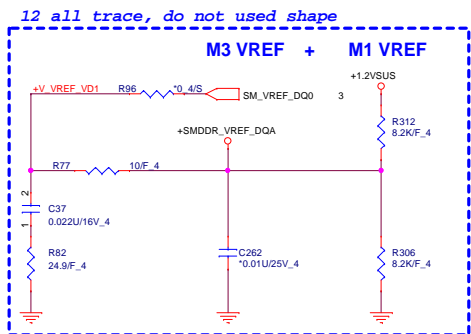 12 all trace, do not used shape
M3 VREF + M1 VREF
+1.2VSUS
+V_VREF_VD1 R96 *0_4/S SM_VREF_DQ0 3
R312
8.2K/F_4
+SMDDR_VREF_DQA
R77 10/F_4
2
C37
0.022U/16V_4
1
R82
24.9/F_4
C262
*0.01U/25V_4
R306
8.2K/F_4